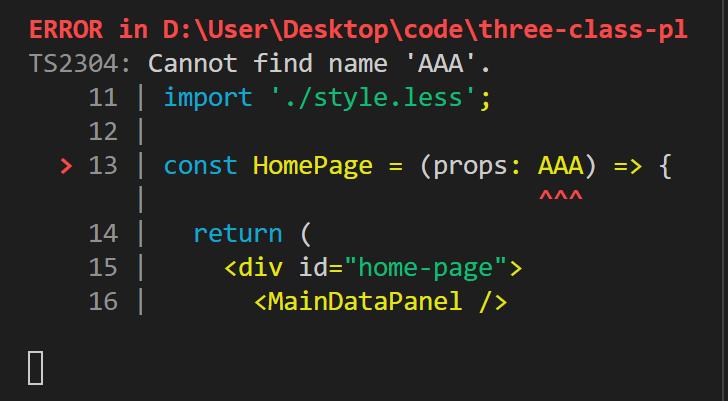 ERROR in D:\User\Desktop\code\three-class-pl
TS2304: Cannot find name 'AAA'.
    11 | import './style.less';
    12 |
  > 13 | const HomePage = (props: AAA) => {
       |                          ^^^
    14 |   return (
    15 |     <div id="home-page">
    16 |       <MainDataPanel />